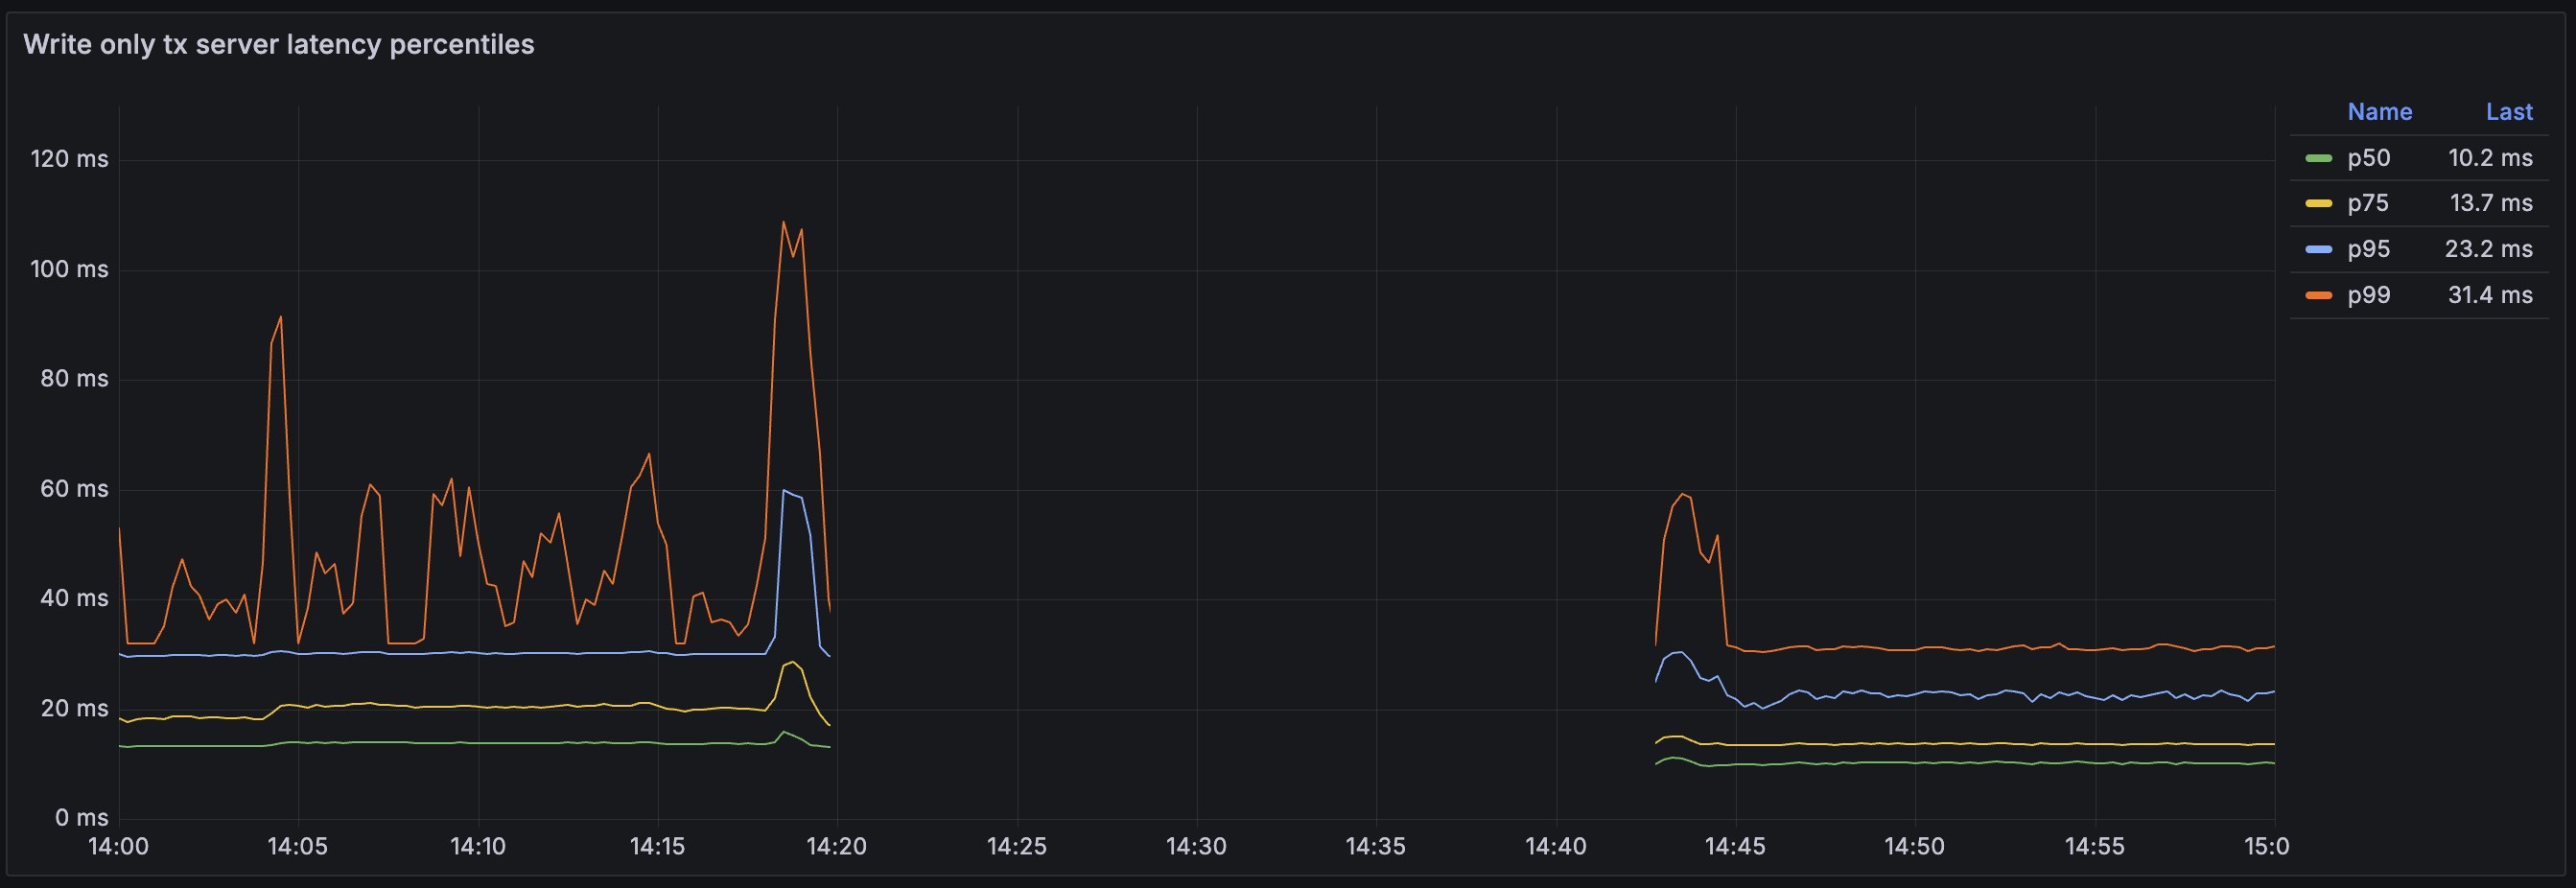 Write only tx server latency percentiles
Name Last
p50 10.2 ms
p75 13.7 ms
p95 23.2 ms
p99 31.4 ms
120 ms
100 ms
80 ms
60 ms
40 ms
20 ms
0 ms
14:00 14:05 14:10 14:15 14:20 14:25 14:30 14:35 14:40 14:45 14:50 14:55 15:0